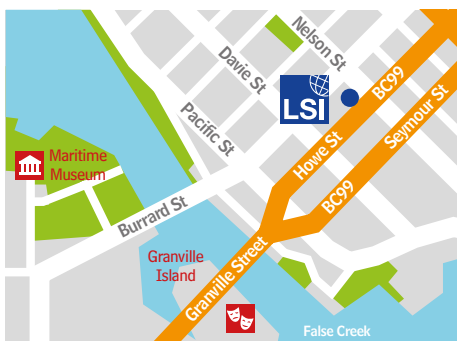 Nelson St
Davie St
BC99
LSI
Seymour St
Pacific St
Howe St
Maritime
Museum
BC99
Burrard St
Granville
Island
Granville Street
False Creek